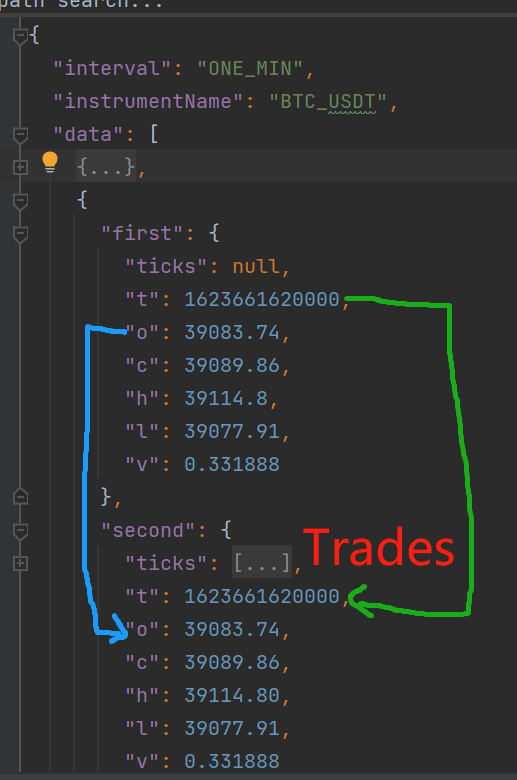 path search...
{
"interval": "ONE_MIN",
"instrumentName": "BTC_USDT",
"data": [
{...},
{
"first": {
"ticks": null,
"t": 1623661620000,
"o": 39083.74,
"c": 39089.86,
"h": 39114.8,
"l": 39077.91,
"v": 0.331888
},
"second": {
"ticks": [...],
Trades
"t": 1623661620000,
"o": 39083.74,
"c": 39089.86,
"h": 39114.80,
"l": 39077.91,
"v": 0.331888